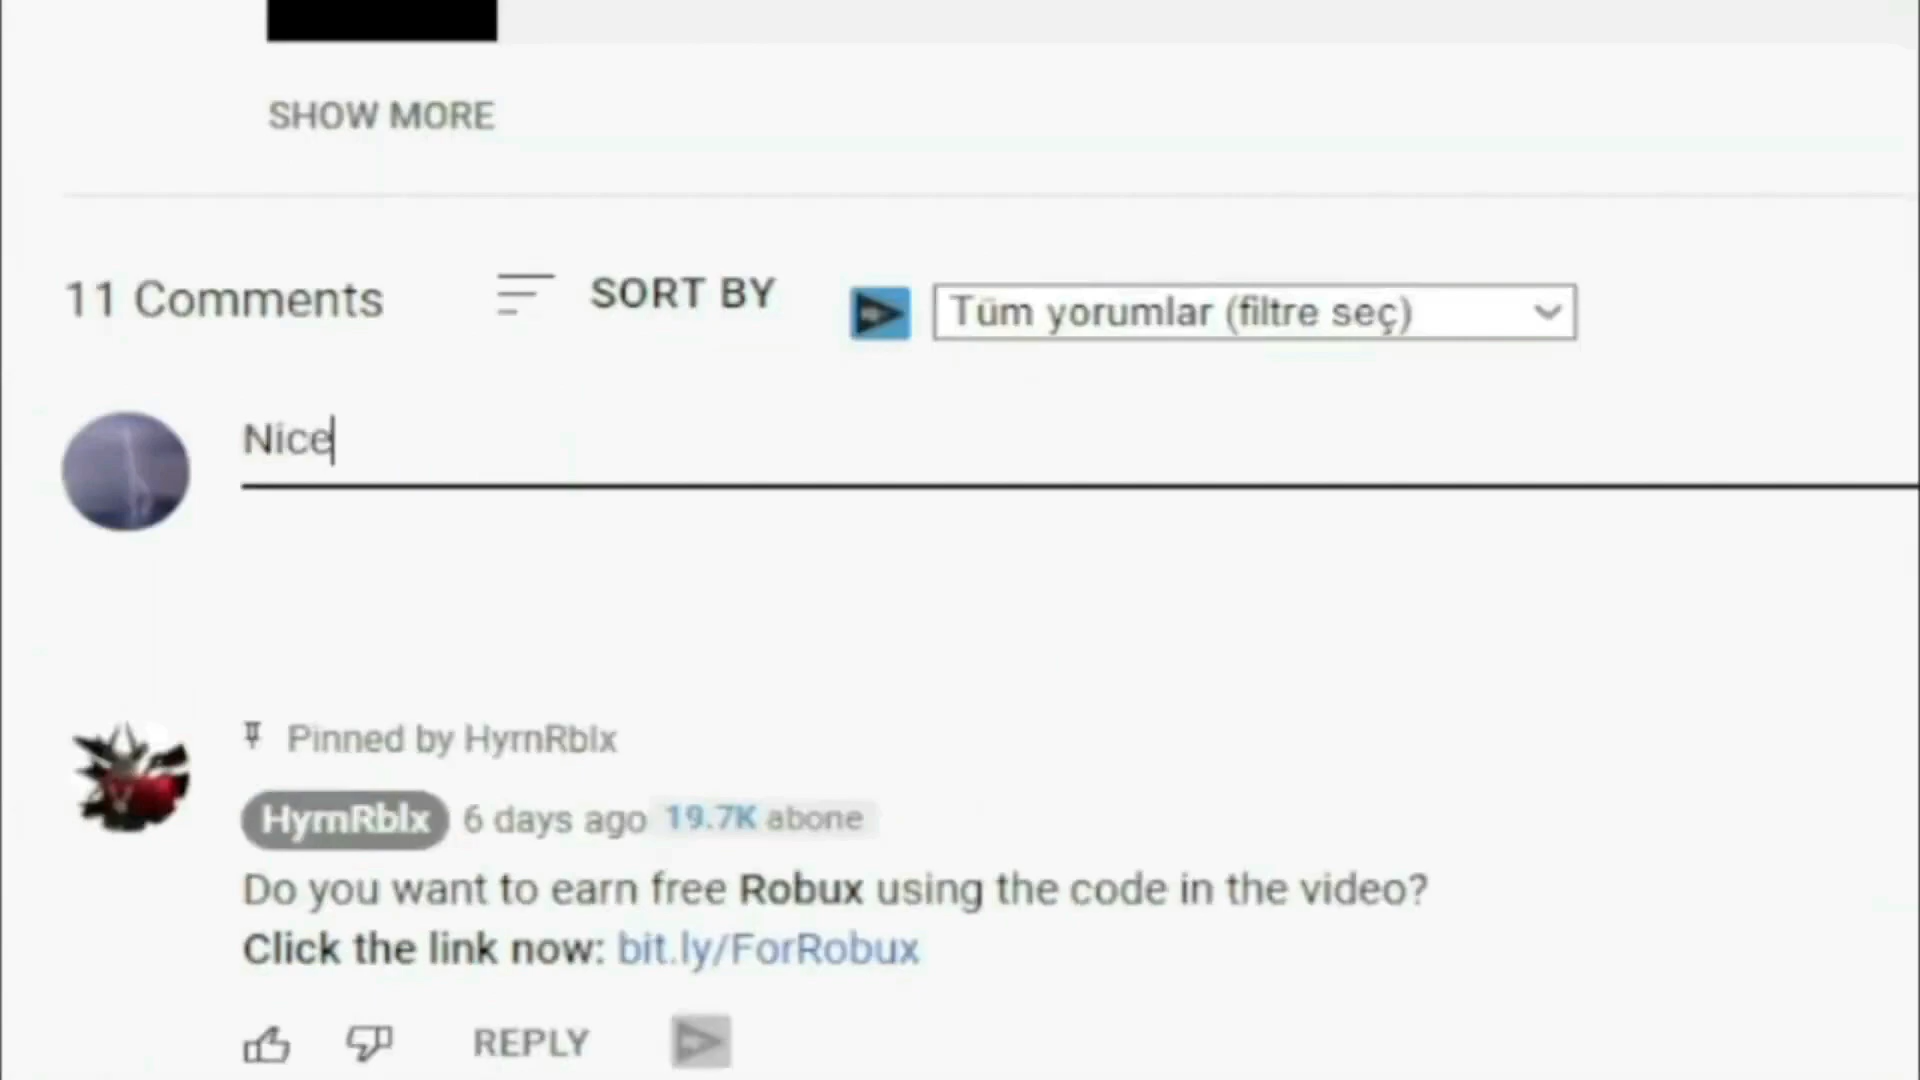 SHOW MORE
11 Comments SORT BY Tüm yorumlar (filtre seç)
Nice
Pinned by HyrnRblx
HyrnRblx 6 days ago 19.7K abone
Do you want to earn free Robux using the code in the video?
Click the link now: bit.ly/ForRobux
REPLY